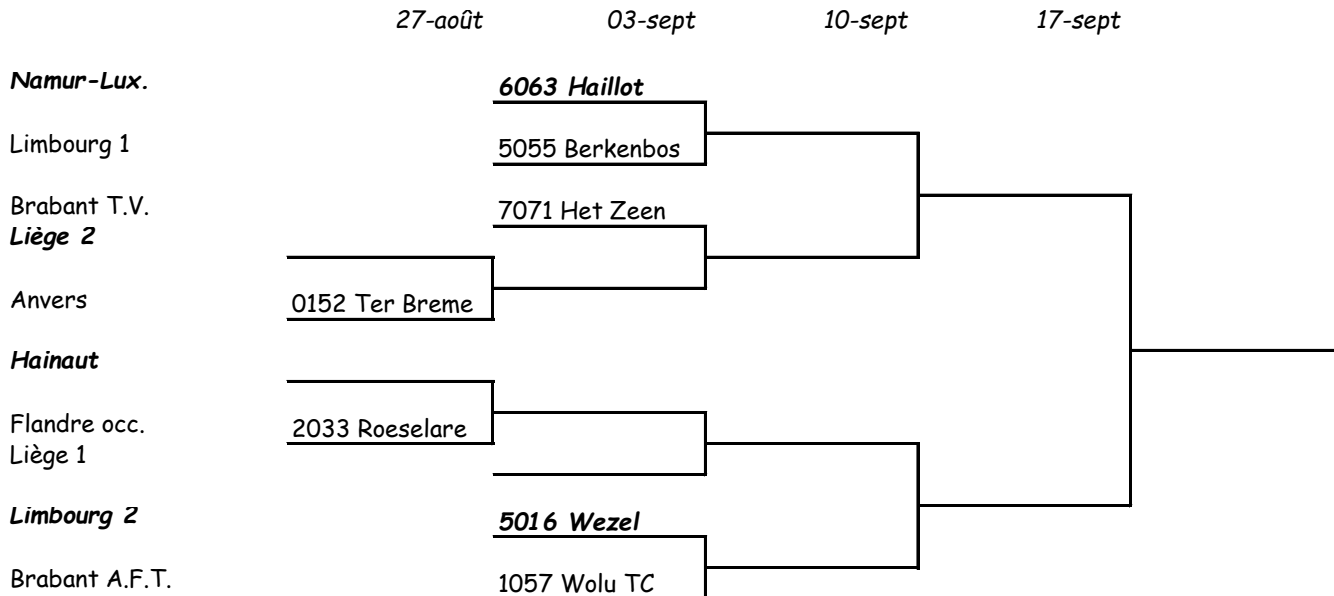 27-août 03-sept 10-sept 17-sept
Namur-Lux. 6063 Haillot
Limbourg 1 5055 Berkenbos
Brabant T.V. 7071 Het Zeen
Liège 2
Anvers 0152 Ter Breme
Hainaut
Flandre occ. 2033 Roeselare
Liège 1
Limbourg 2 5016 Wezel
Brabant A.F.T. 1057 Wolu TC